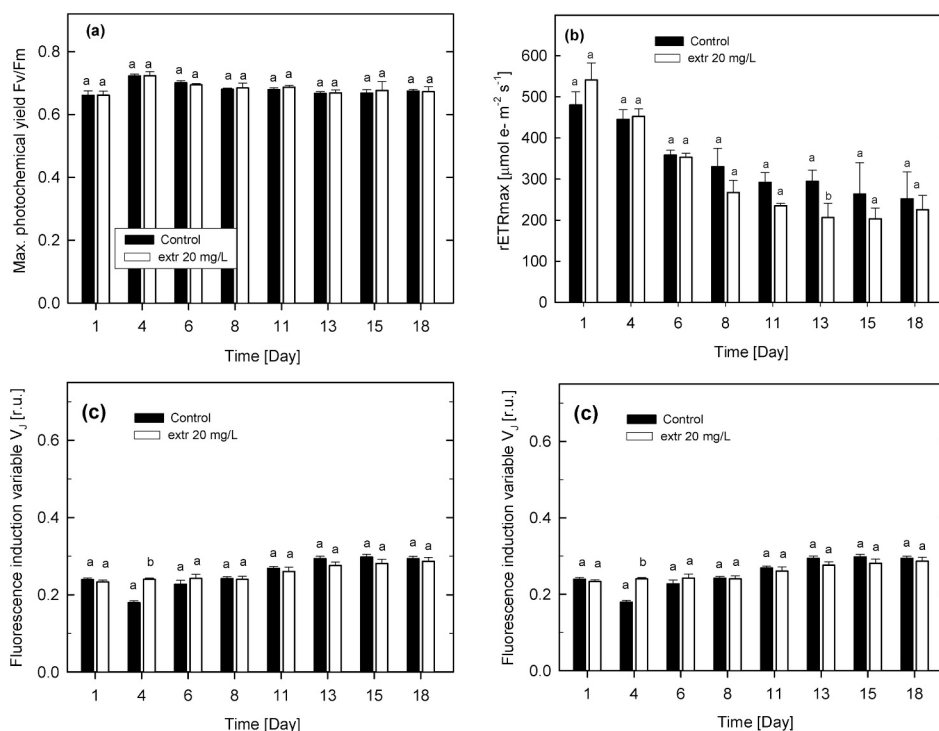 (a)
Control
extr 20 mg/L
Max. photochemical yield Fv/Fm
0.8
0.6
0.4
0.2
0.0
a a a a a a a a a a a a a a a a
1 4 6 8 11 13 15 18
Time [Day]
(b)
Control
extr 20 mg/L
rETRmax [µmol e- m-2 s-1]
600
500
400
300
200
100
0
a a a a a a a a a a a b a a a a
1 4 6 8 11 13 15 18
Time [Day]
(c)
Control
extr 20 mg/L
Fluorescence induction variable VJ [r.u.]
0.6
0.4
0.2
0.0
a a a b a a a a a a a a a a a a
1 4 6 8 11 13 15 18
Time [Day]
(c)
Control
extr 20 mg/L
Fluorescence induction variable VJ [r.u.]
0.6
0.4
0.2
0.0
a a a b a a a a a a a a a a a a
1 4 6 8 11 13 15 18
Time [Day]